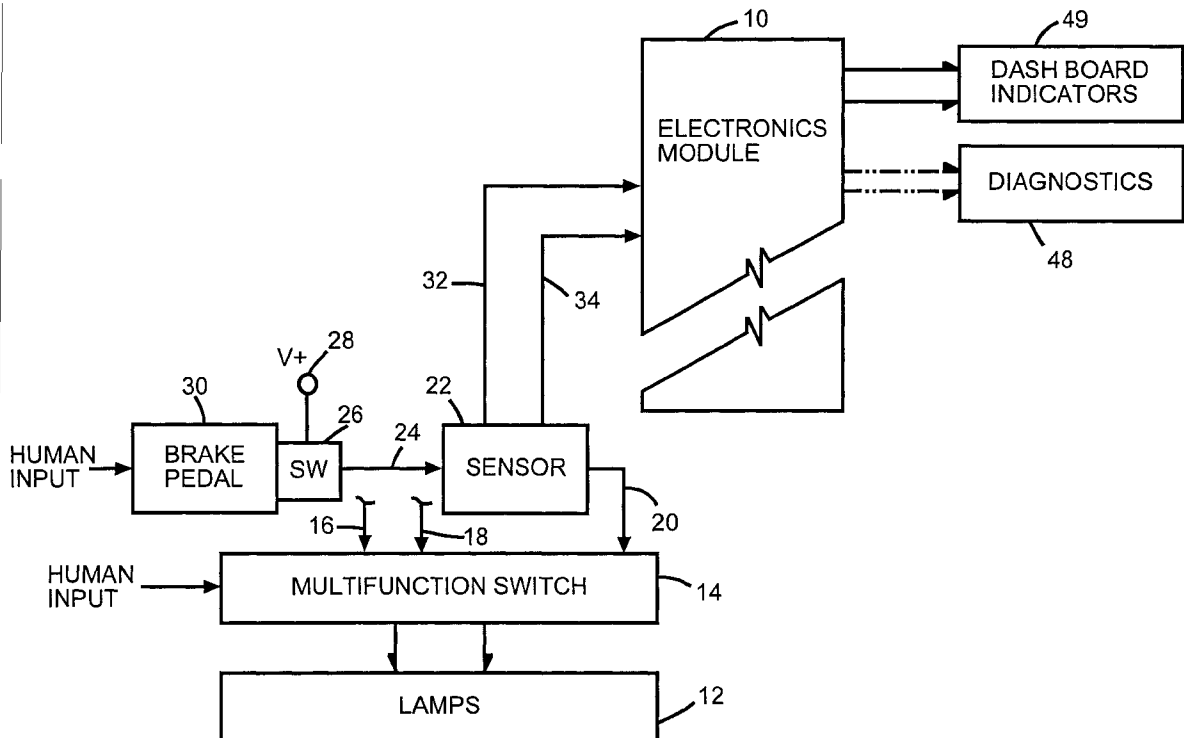 10
49
DASH BOARD
INDICATORS
ELECTRONICS
MODULE
DIAGNOSTICS
48
32
34
V+
28
30
26
22
24
HUMAN
INPUT
BRAKE
PEDAL
SW
SENSOR
16
18
20
HUMAN
INPUT
MULTIFUNCTION SWITCH
14
LAMPS
12